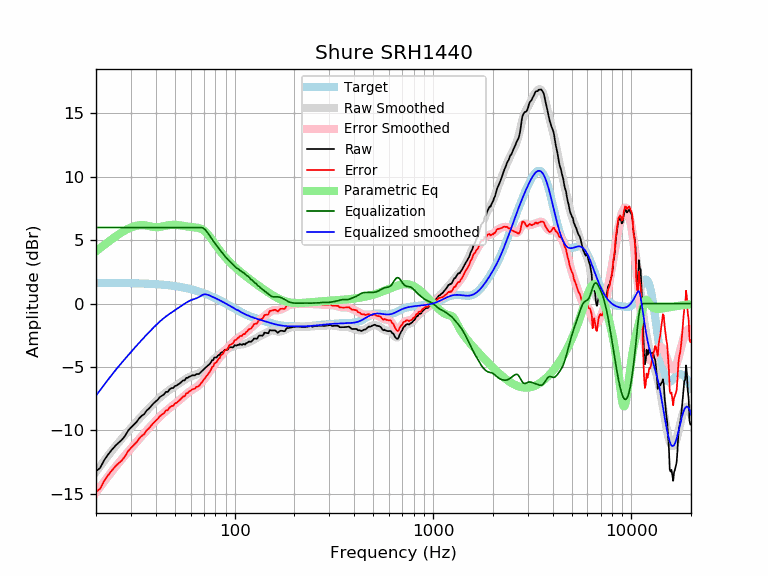 Shure SRH1440
Target
Raw Smoothed
Error Smoothed
Raw
Error
Parametric Eq
Equalization
Equalized smoothed
Amplitude (dBr)
15
10
5
0
−5
−10
−15
100
1000
10000
Frequency (Hz)